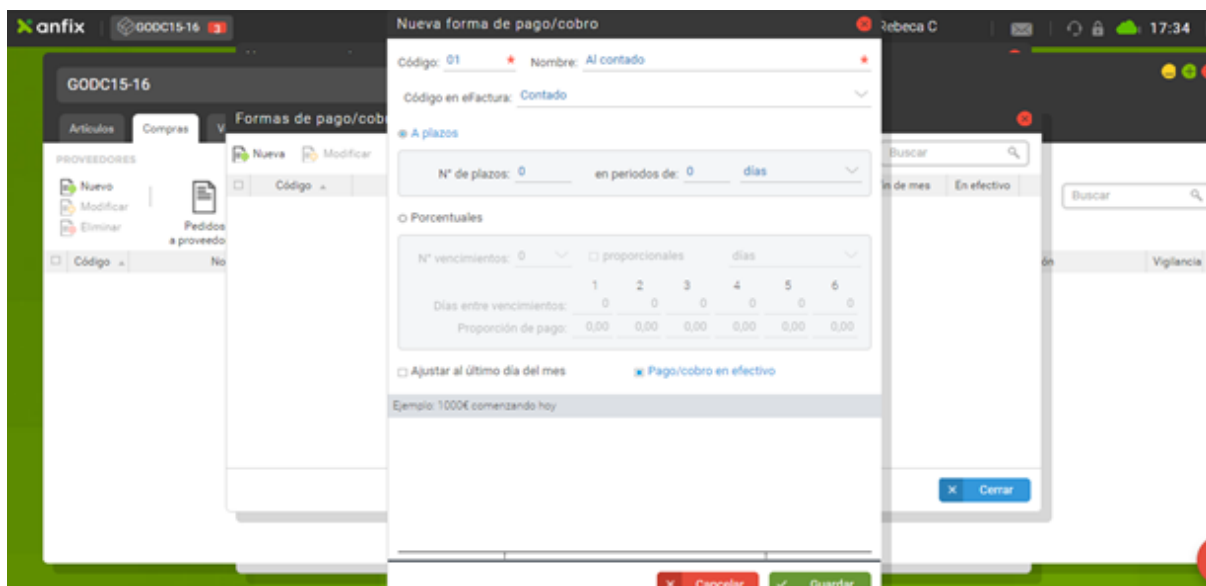 anfix GODC15-16 3 Rebeca C 17:34
Nueva forma de pago/cobro
Código: 01 * Nombre: Al contado *
Código en eFactura: Contado
A plazos
N° de plazos: 0 en periodos de: 0 días
Porcentuales
N° vencimientos: 0 proporcionales días
1 2 3 4 5 6
Días entre vencimientos: 0 0 0 0 0 0
Proporción de pago: 0,00 0,00 0,00 0,00 0,00 0,00
Ajustar al último día del mes Pago/cobro en efectivo
Ejemplo: 1000€ comenzando hoy
Cancelar Guardar
GODC15-16
Artículos Compras V
PROVEEDORES
Nuevo
Modificar
Eliminar
Pedidos
a proveedo
Código No
Formas de pago/cob
Nueva Modificar Buscar
Código in de mes En efectivo
Cerrar
Buscar
ón Vigilancia